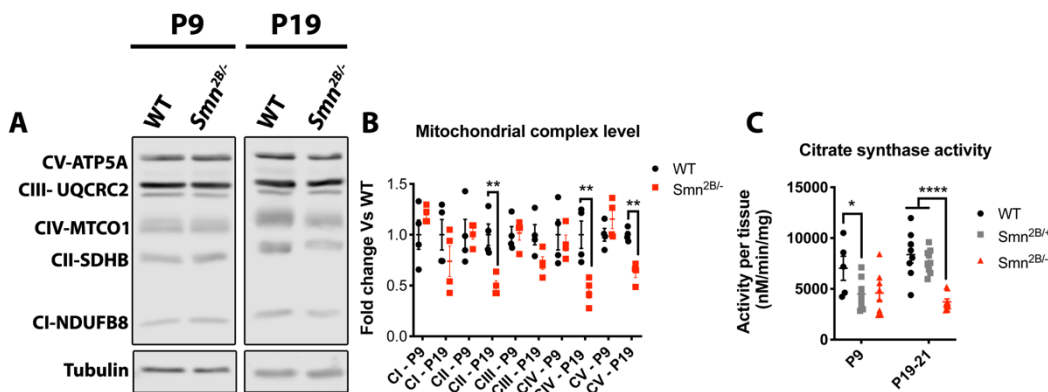 P9 P19
WT Smn2B/- WT Smn2B/-
A
CV-ATP5A
CIII- UQCRC2
CIV-MTCO1
CII-SDHB
CI-NDUFB8
Tubulin
B
Mitochondrial complex level
WT
Smn2B/-
Fold change Vs WT
1.5
1.0
0.5
0.0
** ** **
CI - P9 CI - P19 CII - P9 CII - P19 CIII - P9 CIII - P19 CIV - P9 CIV - P19 CV - P9 CV - P19
C
Citrate synthase activity
WT
Smn2B/+
Smn2B/-
Activity per tissue
(nM/min/mg)
15000
10000
5000
0
* ****
P9 P19-21